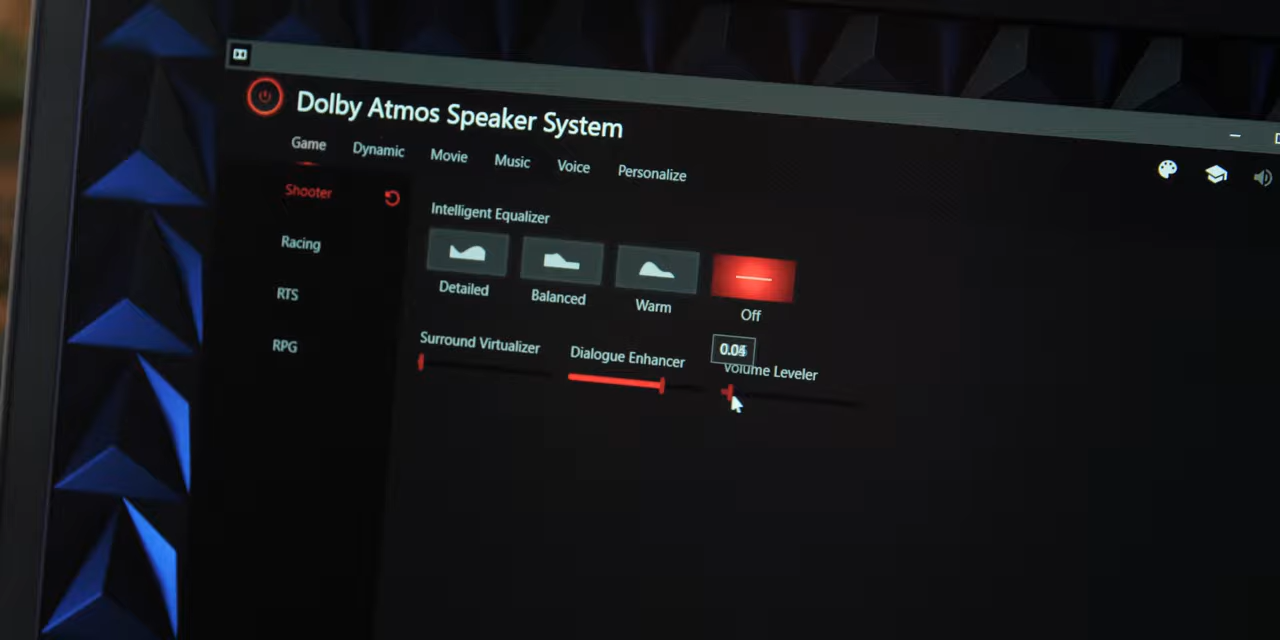 Dolby Atmos Speaker System
Game Dynamic Movie Music Voice Personalize
Shooter
Racing
RTS
RPG
Intelligent Equalizer
Detailed Balanced Warm Off
Surround Virtualizer Dialogue Enhancer Volume Leveler